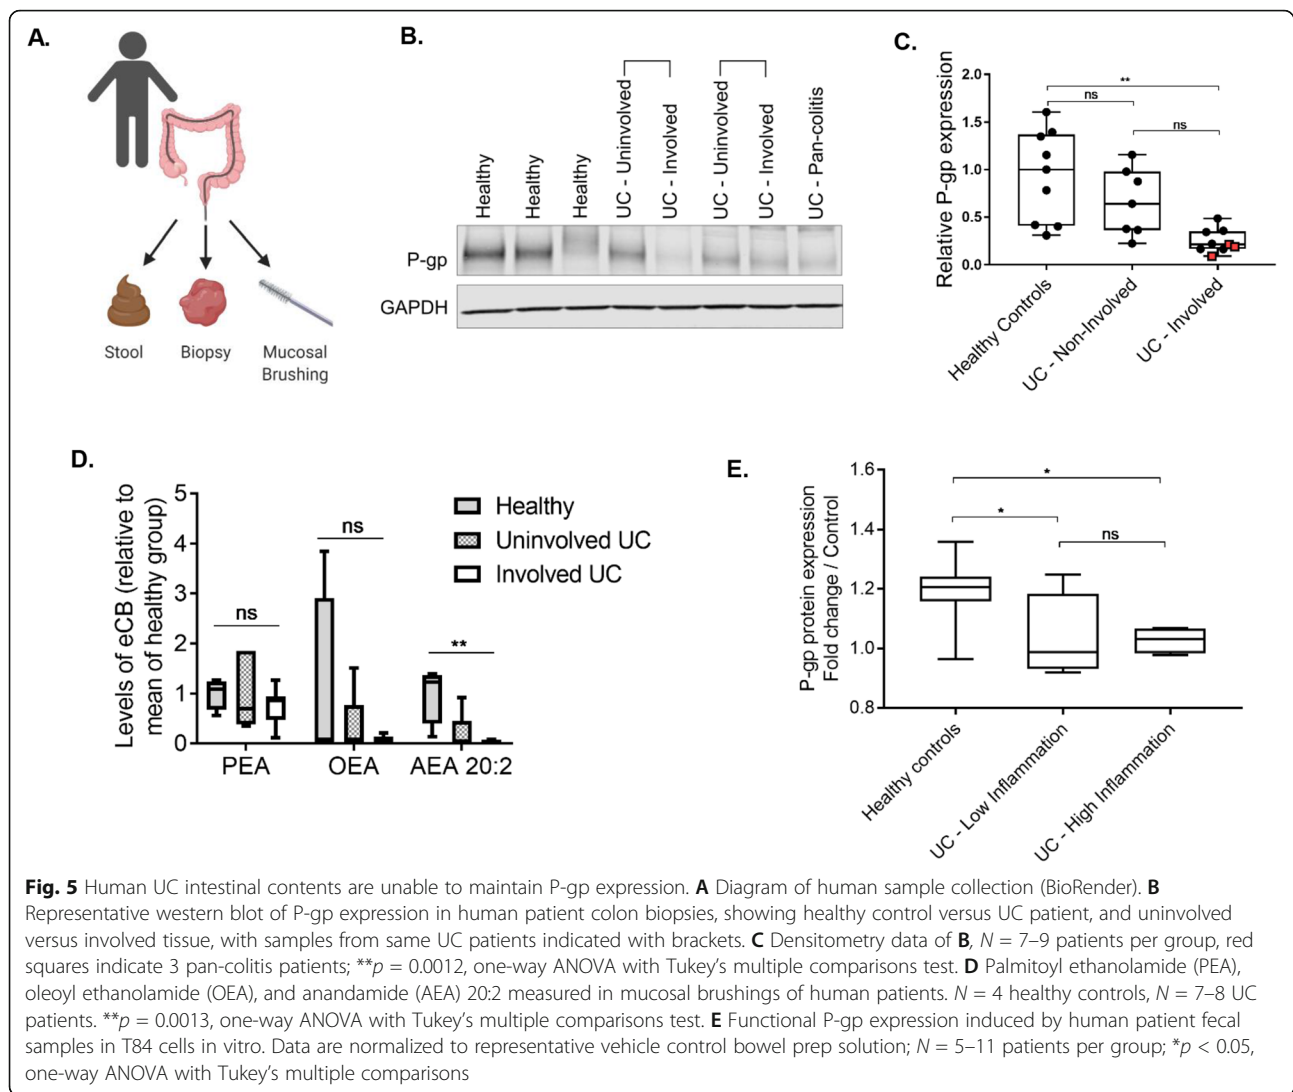 A.
Stool
Biopsy
Mucosal
Brushing
B.
Healthy
Healthy
Healthy
UC - Uninvolved
UC - Involved
UC - Uninvolved
UC - Involved
UC - Pan-colitis
P-gp
GAPDH
C.
Relative P-gp expression
2.0
1.5
1.0
0.5
0.0
**
ns
ns
Healthy Controls
UC - Non-Involved
UC - Involved
D.
Levels of eCB (relative to
mean of healthy group)
5
4
3
2
1
0
ns
ns
**
Healthy
Uninvolved UC
Involved UC
PEA
OEA
AEA 20:2
E.
P-gp protein expression
Fold change / Control
1.6
1.4
1.2
1.0
0.8
*
*
ns
Healthy controls
UC - Low Inflammation
UC - High Inflammation
Fig. 5 Human UC intestinal contents are unable to maintain P-gp expression. A Diagram of human sample collection (BioRender). B
Representative western blot of P-gp expression in human patient colon biopsies, showing healthy control versus UC patient, and uninvolved
versus involved tissue, with samples from same UC patients indicated with brackets. C Densitometry data of B, N = 7–9 patients per group, red
squares indicate 3 pan-colitis patients; **p = 0.0012, one-way ANOVA with Tukey's multiple comparisons test. D Palmitoyl ethanolamide (PEA),
oleoyl ethanolamide (OEA), and anandamide (AEA) 20:2 measured in mucosal brushings of human patients. N = 4 healthy controls, N = 7–8 UC
patients. **p = 0.0013, one-way ANOVA with Tukey's multiple comparisons test. E Functional P-gp expression induced by human patient fecal
samples in T84 cells in vitro. Data are normalized to representative vehicle control bowel prep solution; N = 5–11 patients per group; *p < 0.05,
one-way ANOVA with Tukey's multiple comparisons